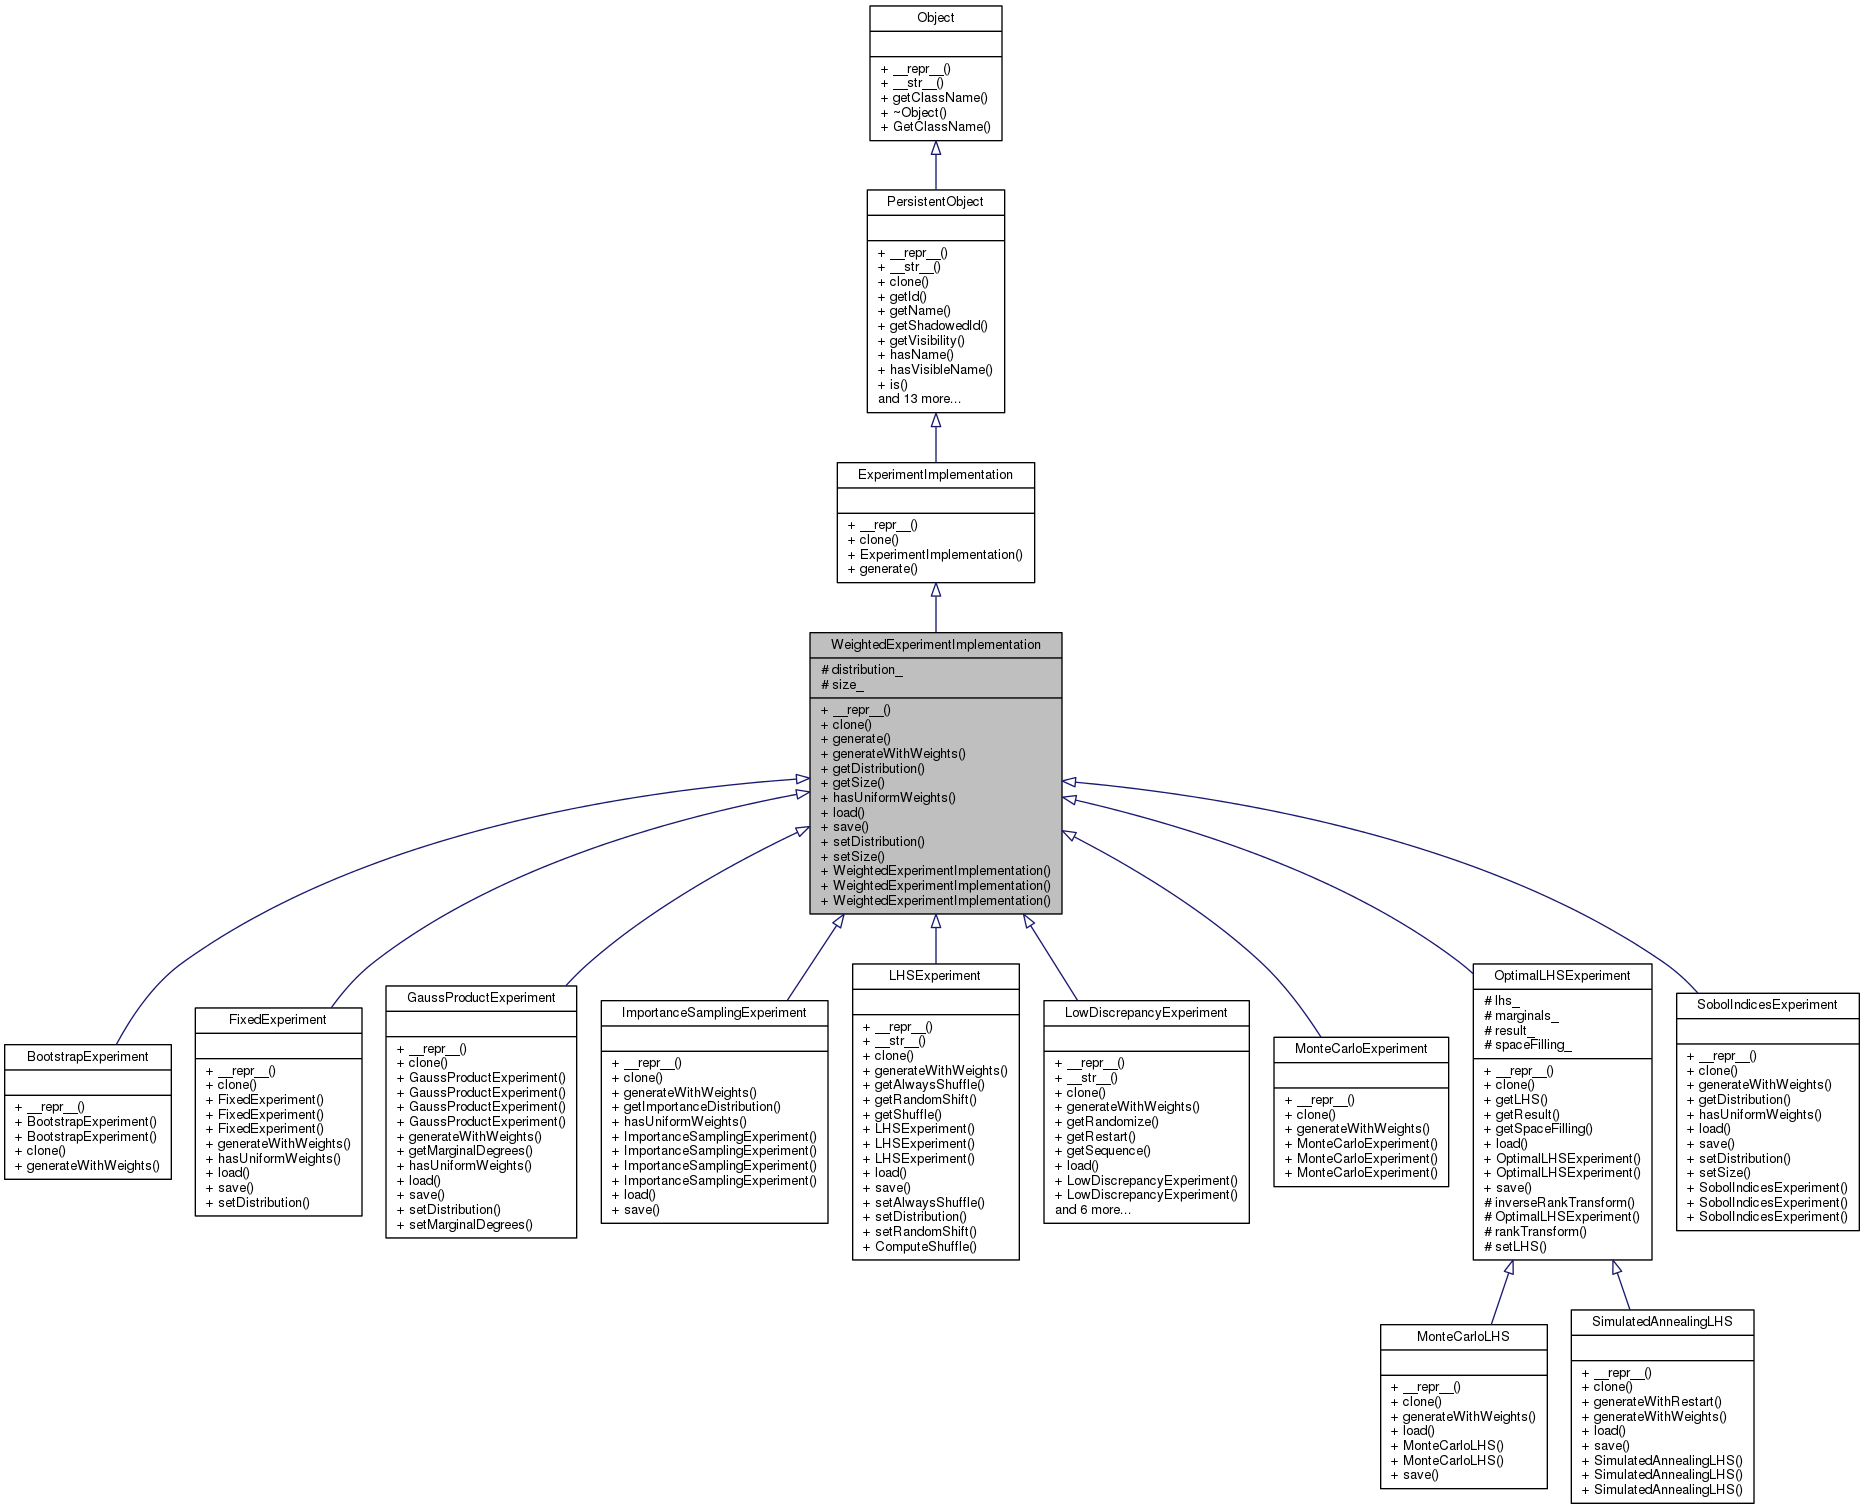 Object
+ __repr__()
+ __str__()
+ getClassName()
+ ~Object()
+ GetClassName()
PersistentObject
+ __repr__()
+ __str__()
+ clone()
+ getId()
+ getName()
+ getShadowedId()
+ getVisibility()
+ hasName()
+ hasVisibleName()
+ is()
and 13 more...
ExperimentImplementation
+ __repr__()
+ clone()
+ ExperimentImplementation()
+ generate()
WeightedExperimentImplementation
# distribution_
# size_
+ __repr__()
+ clone()
+ generate()
+ generateWithWeights()
+ getDistribution()
+ getSize()
+ hasUniformWeights()
+ load()
+ save()
+ setDistribution()
+ setSize()
+ WeightedExperimentImplementation()
+ WeightedExperimentImplementation()
+ WeightedExperimentImplementation()
BootstrapExperiment
+ __repr__()
+ BootstrapExperiment()
+ BootstrapExperiment()
+ clone()
+ generateWithWeights()
FixedExperiment
+ __repr__()
+ clone()
+ FixedExperiment()
+ FixedExperiment()
+ FixedExperiment()
+ generateWithWeights()
+ hasUniformWeights()
+ load()
+ save()
+ setDistribution()
GaussProductExperiment
+ __repr__()
+ clone()
+ GaussProductExperiment()
+ GaussProductExperiment()
+ GaussProductExperiment()
+ GaussProductExperiment()
+ generateWithWeights()
+ getMarginalDegrees()
+ hasUniformWeights()
+ load()
+ save()
+ setDistribution()
+ setMarginalDegrees()
ImportanceSamplingExperiment
+ __repr__()
+ clone()
+ generateWithWeights()
+ getImportanceDistribution()
+ hasUniformWeights()
+ ImportanceSamplingExperiment()
+ ImportanceSamplingExperiment()
+ ImportanceSamplingExperiment()
+ ImportanceSamplingExperiment()
+ load()
+ save()
LHSExperiment
+ __repr__()
+ __str__()
+ clone()
+ generateWithWeights()
+ getAlwaysShuffle()
+ getRandomShift()
+ getShuffle()
+ LHSExperiment()
+ LHSExperiment()
+ LHSExperiment()
+ load()
+ save()
+ setAlwaysShuffle()
+ setDistribution()
+ setRandomShift()
+ ComputeShuffle()
LowDiscrepancyExperiment
+ __repr__()
+ __str__()
+ clone()
+ generateWithWeights()
+ getRandomize()
+ getRestart()
+ getSequence()
+ load()
+ LowDiscrepancyExperiment()
+ LowDiscrepancyExperiment()
and 6 more...
MonteCarloExperiment
+ __repr__()
+ clone()
+ generateWithWeights()
+ MonteCarloExperiment()
+ MonteCarloExperiment()
+ MonteCarloExperiment()
OptimalLHSExperiment
# lhs_
# marginals_
# result_
# spaceFilling_
+ __repr__()
+ clone()
+ getLHS()
+ getResult()
+ getSpaceFilling()
+ load()
+ OptimalLHSExperiment()
+ OptimalLHSExperiment()
+ save()
# inverseRankTransform()
# OptimalLHSExperiment()
# rankTransform()
# setLHS()
SobolIndicesExperiment
+ __repr__()
+ clone()
+ generateWithWeights()
+ getDistribution()
+ hasUniformWeights()
+ load()
+ save()
+ setDistribution()
+ setSize()
+ SobolIndicesExperiment()
+ SobolIndicesExperiment()
+ SobolIndicesExperiment()
MonteCarloLHS
+ __repr__()
+ clone()
+ generateWithWeights()
+ load()
+ MonteCarloLHS()
+ MonteCarloLHS()
+ save()
SimulatedAnnealingLHS
+ __repr__()
+ clone()
+ generateWithRestart()
+ generateWithWeights()
+ load()
+ save()
+ SimulatedAnnealingLHS()
+ SimulatedAnnealingLHS()
+ SimulatedAnnealingLHS()